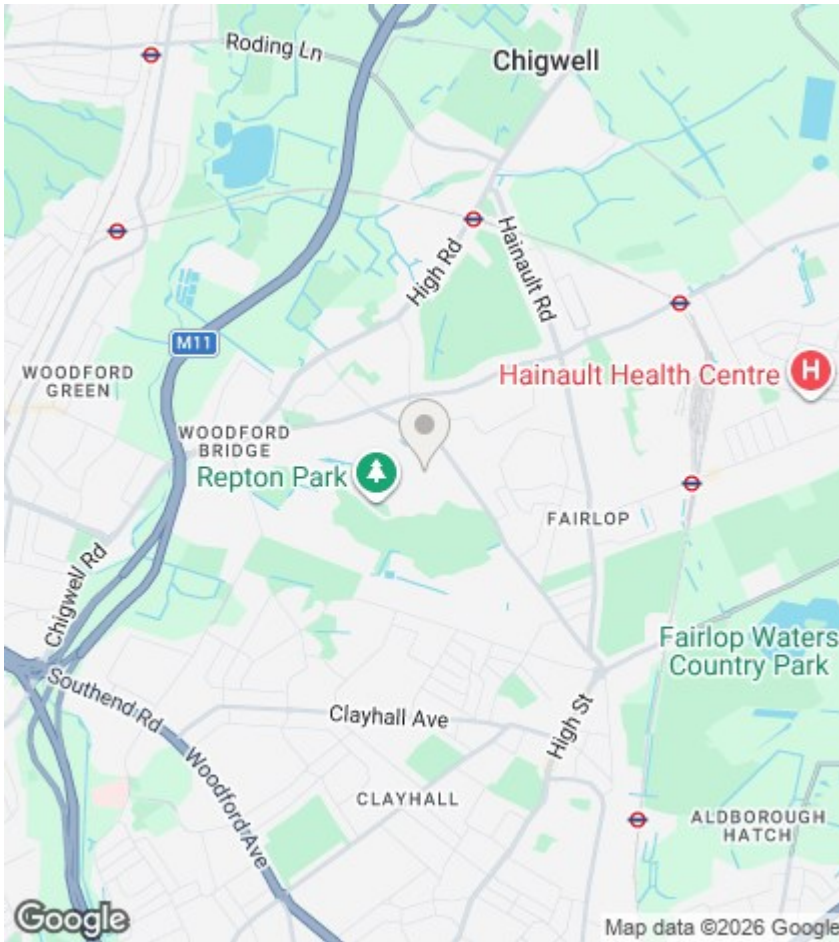 Roding Ln
Chigwell
High Rd
Hainault Rd
M11
WOODFORD
GREEN
Hainault Health Centre
H
WOODFORD
BRIDGE
Repton Park
FAIRLOP
Chigwell Rd
Fairlop Waters
Country Park
Southend Rd
Clayhall Ave
High St
Woodford Ave
CLAYHALL
ALDBOROUGH
HATCH
Google
Map data ©2026 Google